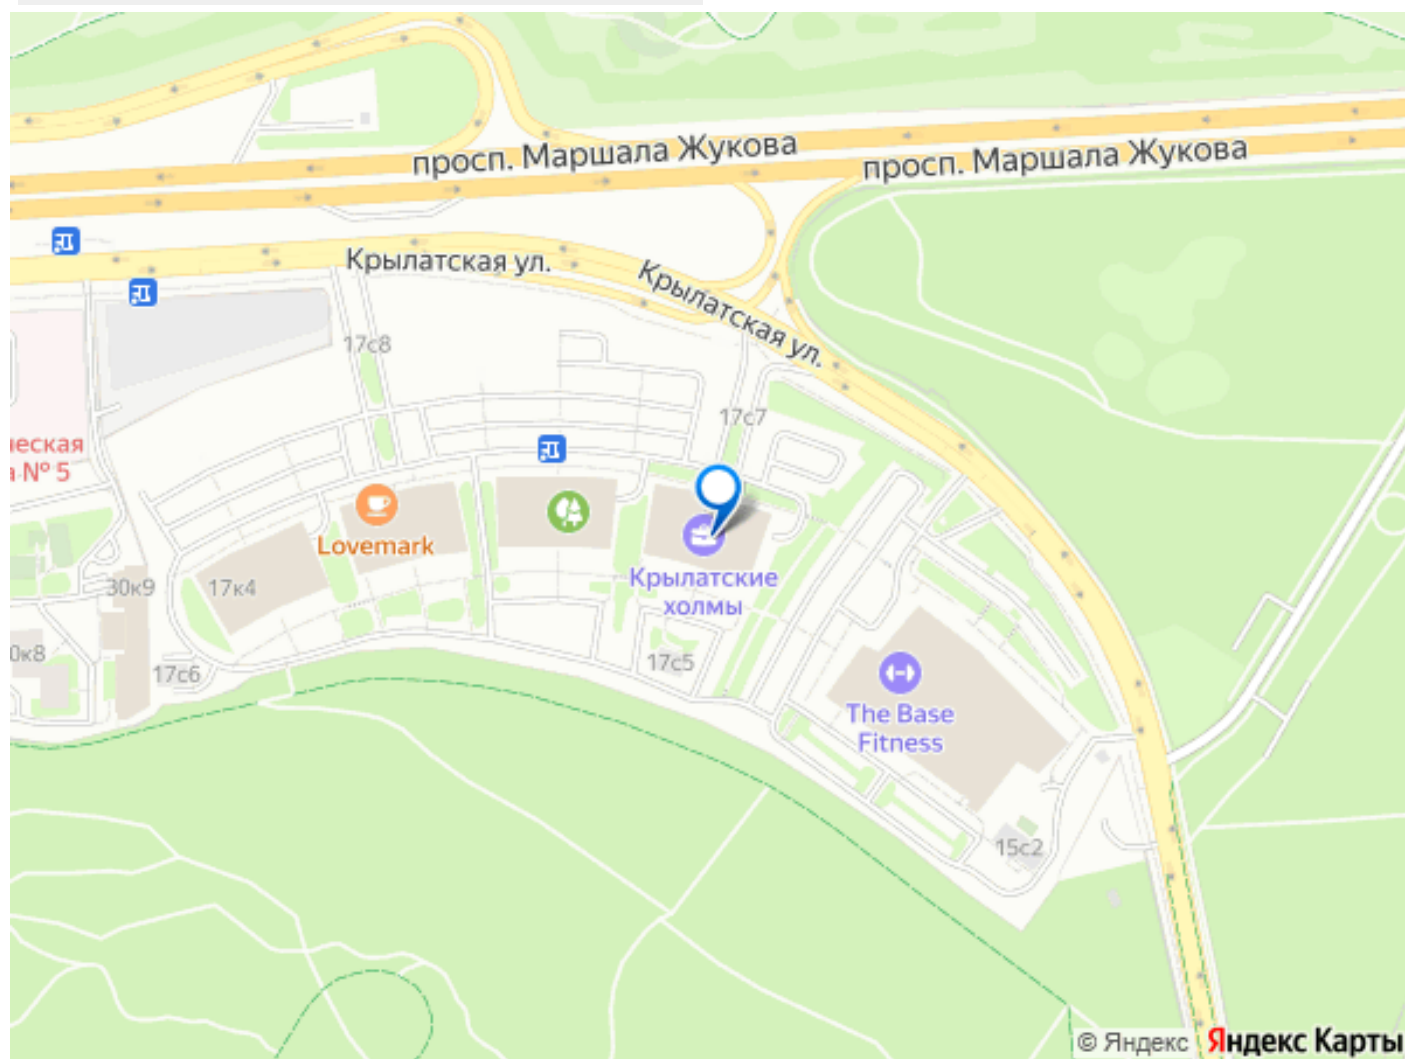 просп. Маршала Жукова
просп. Маршала Жукова
Крылатская ул.
Крылатская ул.
17с8
17с7
ческая
№ 5
Lovemark
Крылатские
холмы
30к9
17к4
0к8
17с6
17с5
The Base
Fitness
15с2
© Яндекс Яндекс Карты